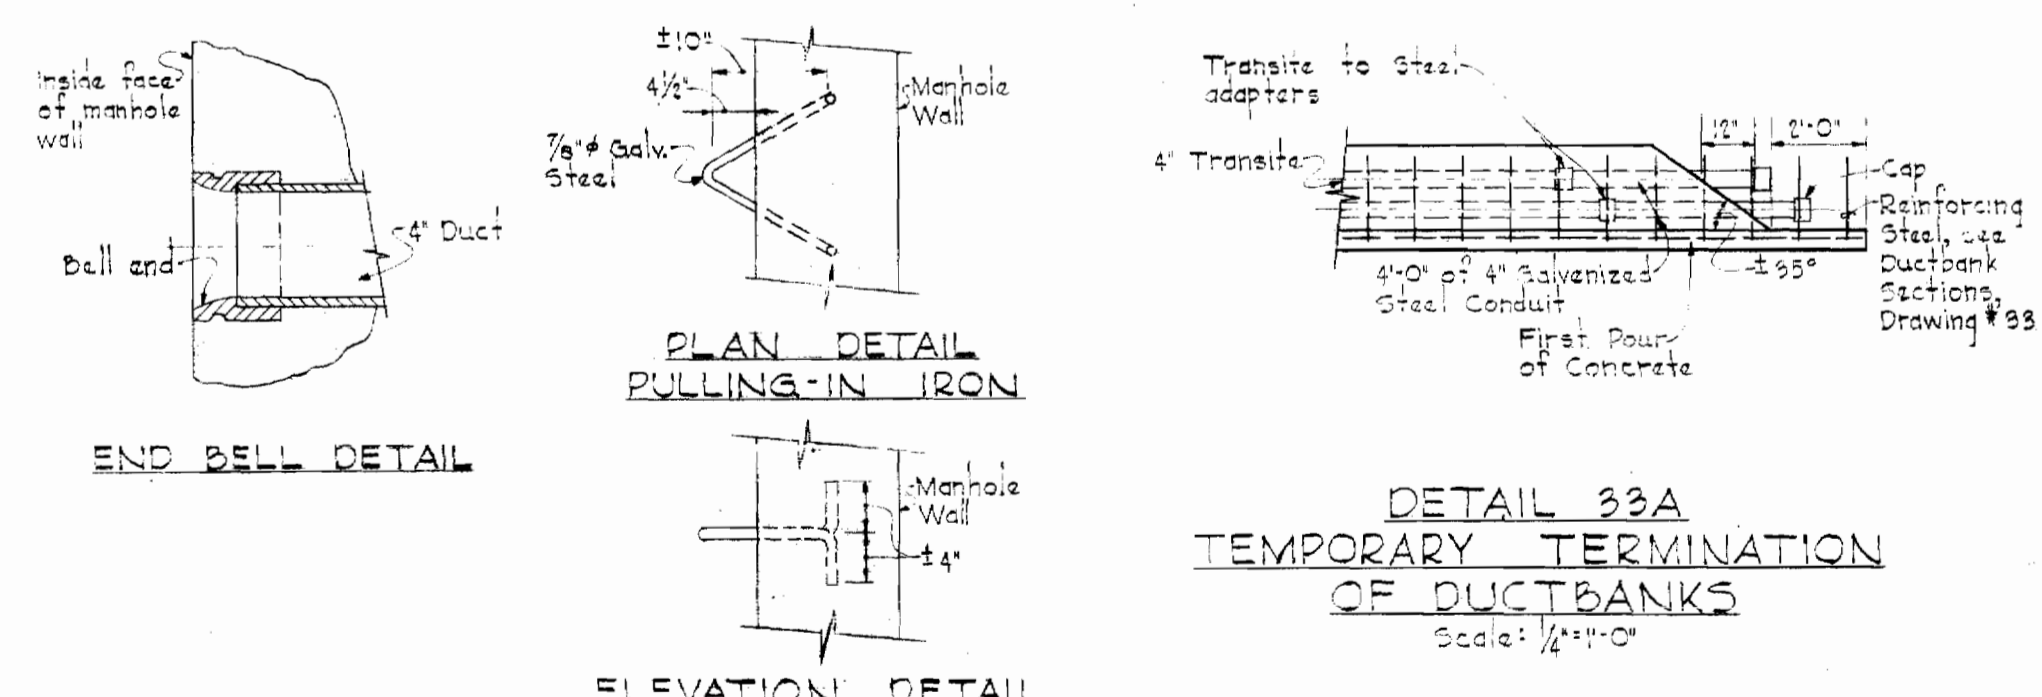 Inside face
of manhole
wall
Bell end
4" Duct
END BELL DETAIL
±10"
4½"
7/8"ϕ Galv.
Steel
Manhole
Wall
PLAN DETAIL
PULLING-IN IRON
Manhole
Wall
±4"
ELEVATION DETAIL
Transite to Steel
adapters
4" Transite
12"
2'-0"
Cap
Reinforcing
Steel, see
Ductbank
Sections,
Drawing #33
±35°
4'-0" of 4" Galvenized
Steel Conduit
First Pour
of Concrete
DETAIL 33A
TEMPORARY TERMINATION
OF DUCTBANKS
Scale: ¼"=1'-0"